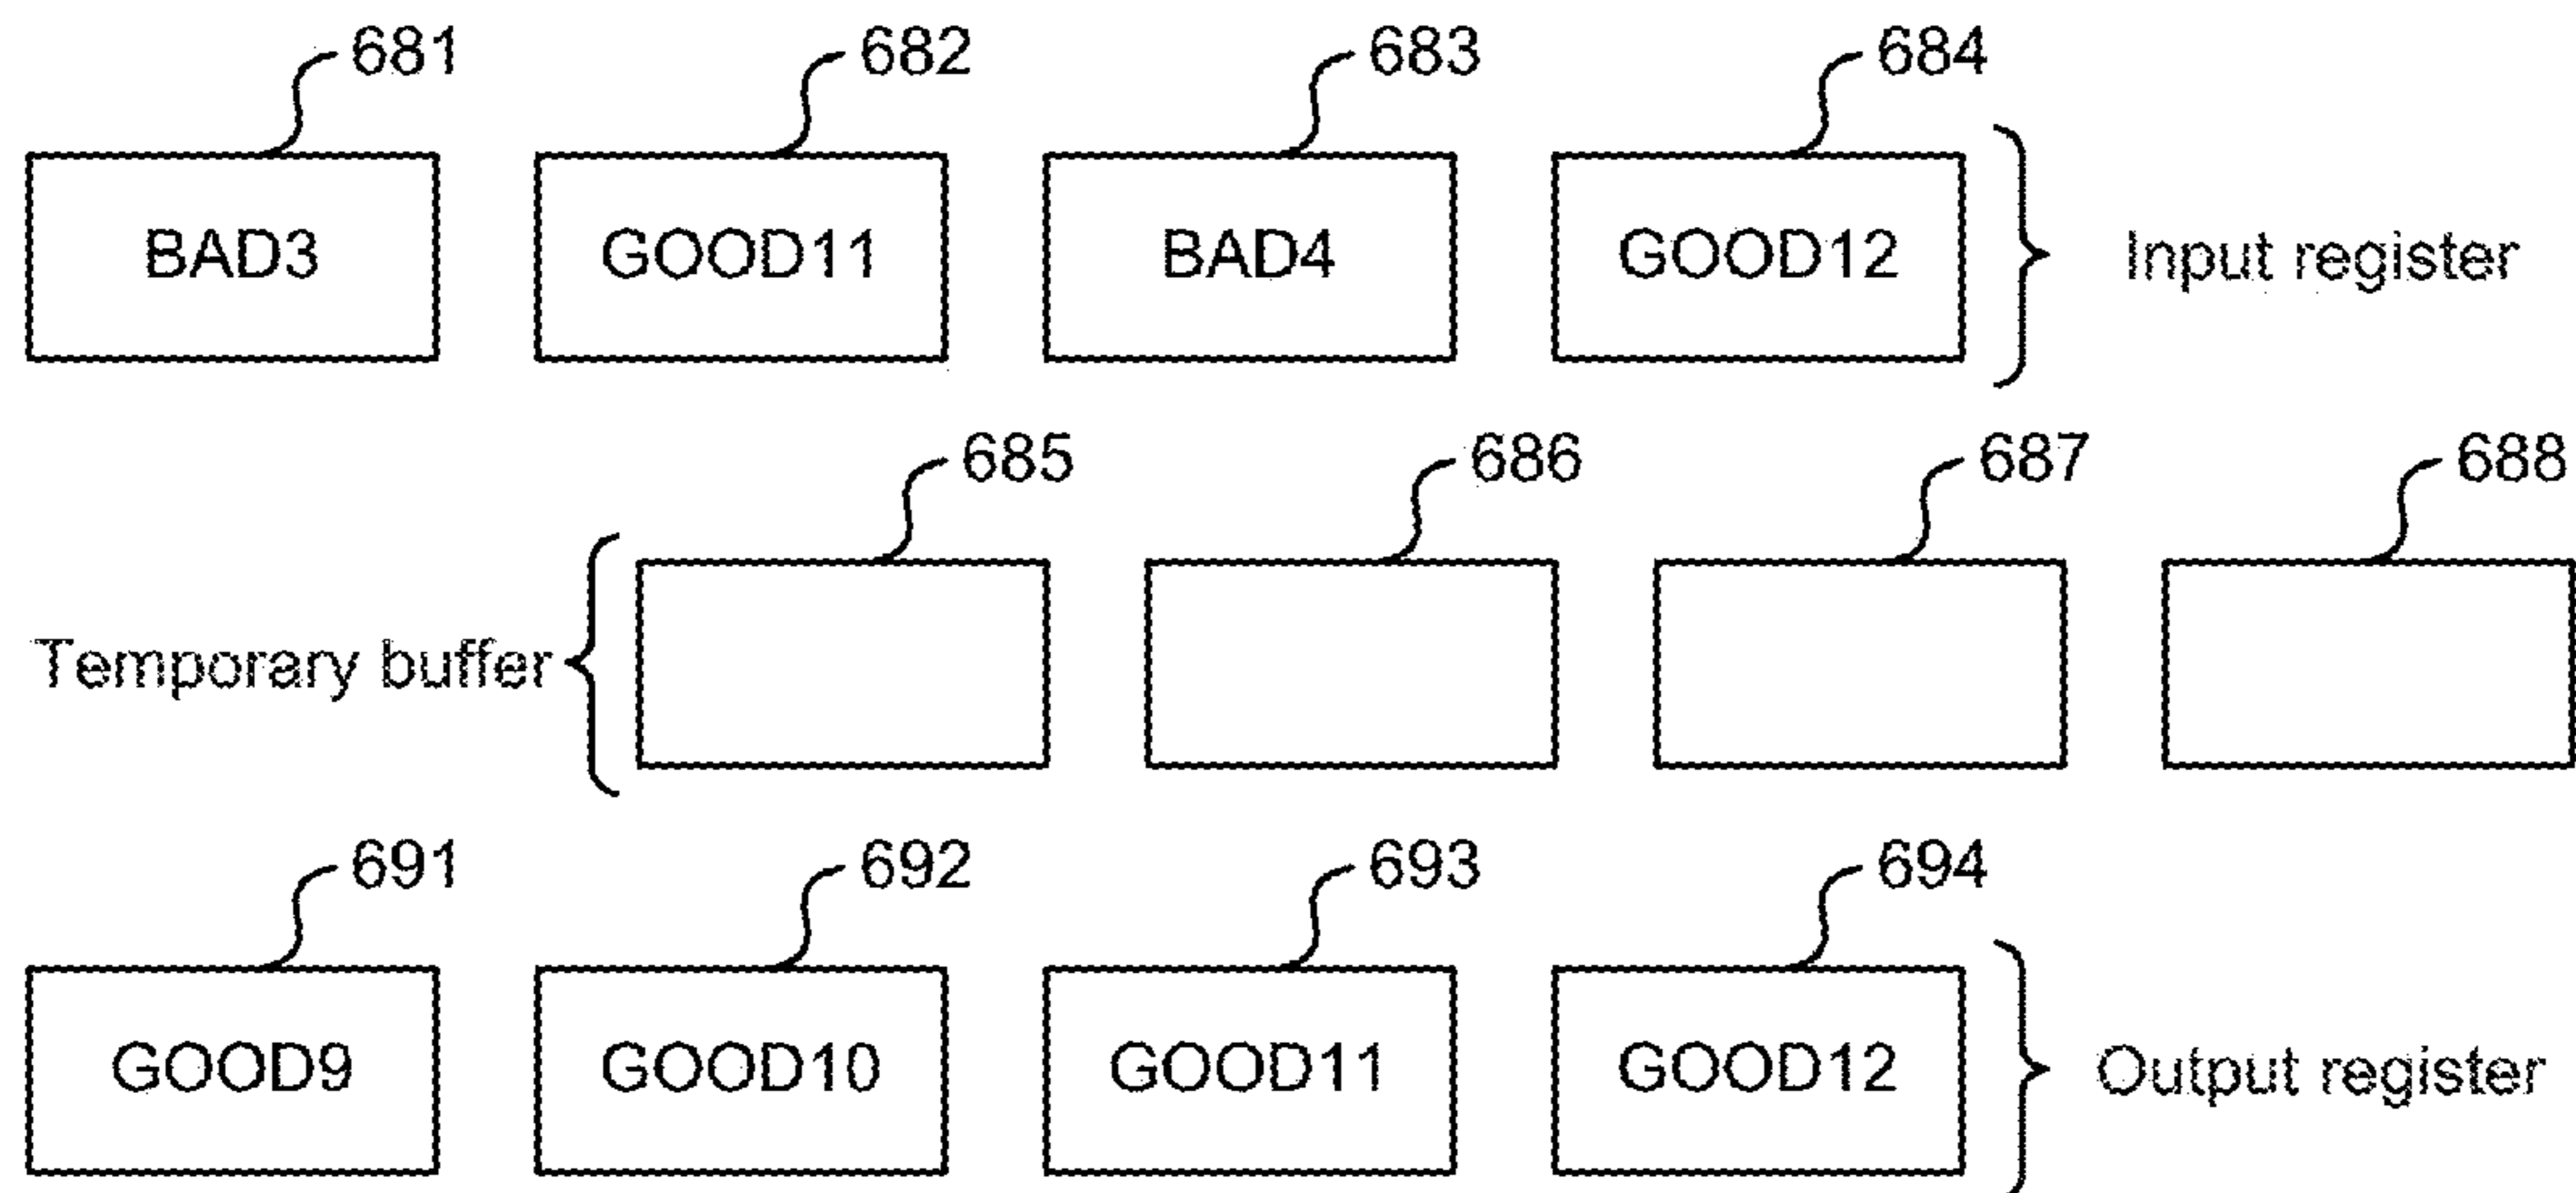 681 682 683 684
BAD3 GOOD11 BAD4 GOOD12 Input register
685 686 687 688
Temporary buffer
691 692 693 694
GOOD9 GOOD10 GOOD11 GOOD12 Output register